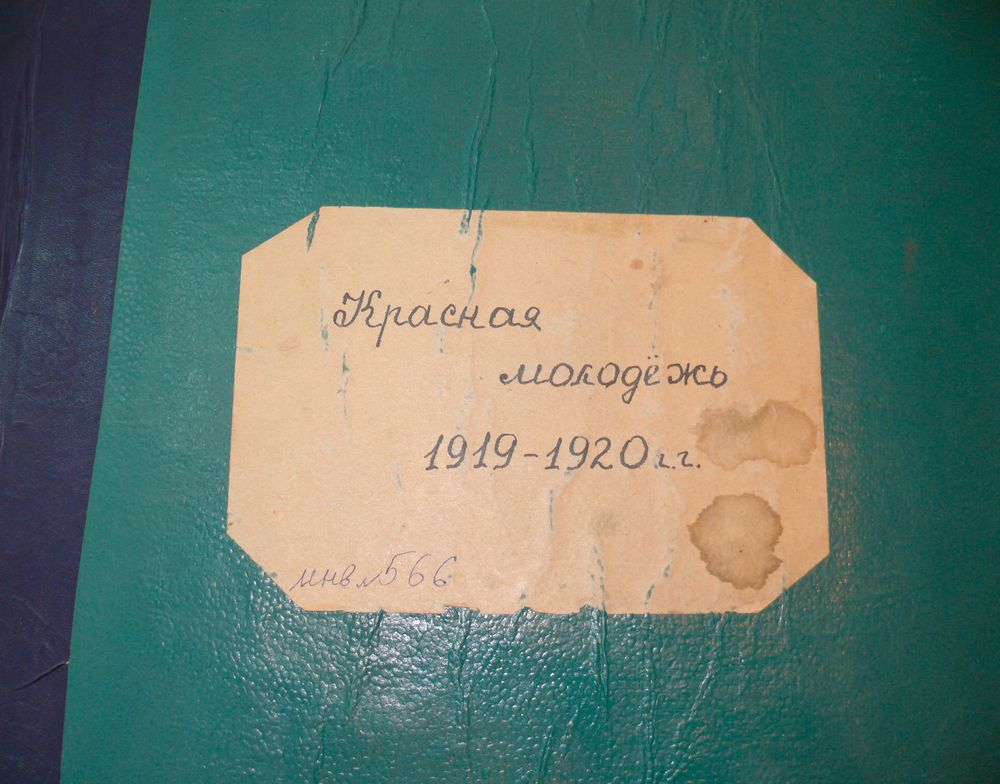 Красная
молодёжь
1919-1920 г.г.
инв №566